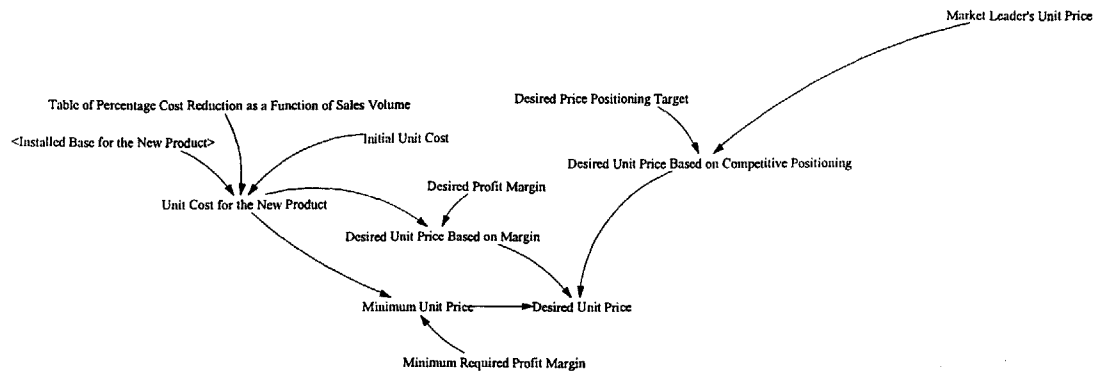 Market Leader's Unit Price
Desired Price Positioning Target
Table of Percentage Cost Reduction as a Function of Sales Volume
<Installed Base for the New Product>
Initial Unit Cost
Desired Unit Price Based on Competitive Positioning
Desired Profit Margin
Unit Cost for the New Product
Desired Unit Price Based on Margin
Minimum Unit Price
Desired Unit Price
Minimum Required Profit Margin